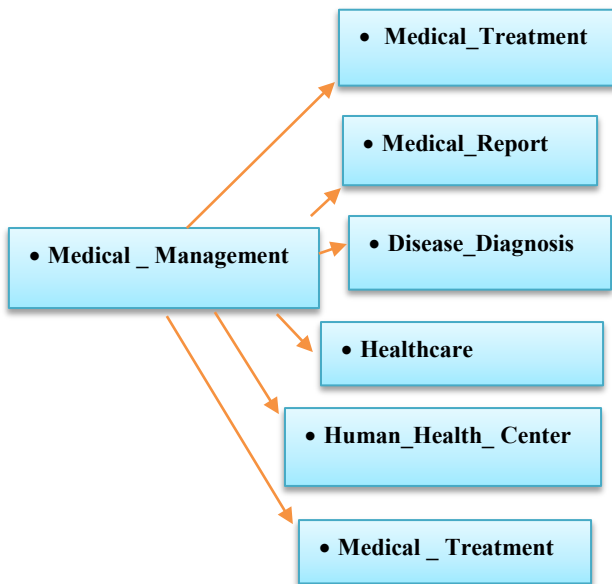 • Medical_Treatment
• Medical_Report
• Medical _ Management
• Disease_Diagnosis
• Healthcare
• Human_Health_ Center
• Medical _ Treatment